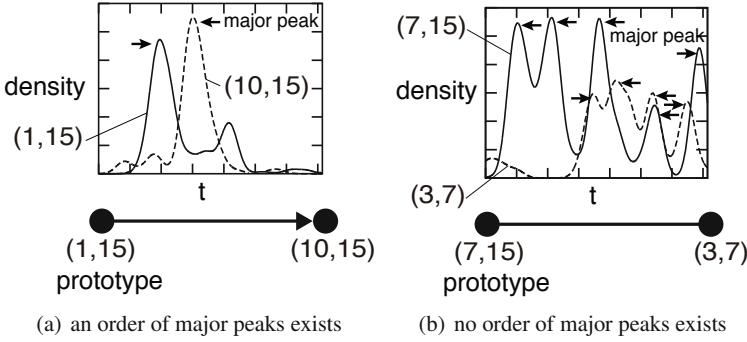 major peak
density
(10,15)
(1,15)
t
(1,15)
(10,15)
prototype
(a) an order of major peaks exists
(7,15)
major peak
density
(3,7)
t
(7,15)
(3,7)
prototype
(b) no order of major peaks exists